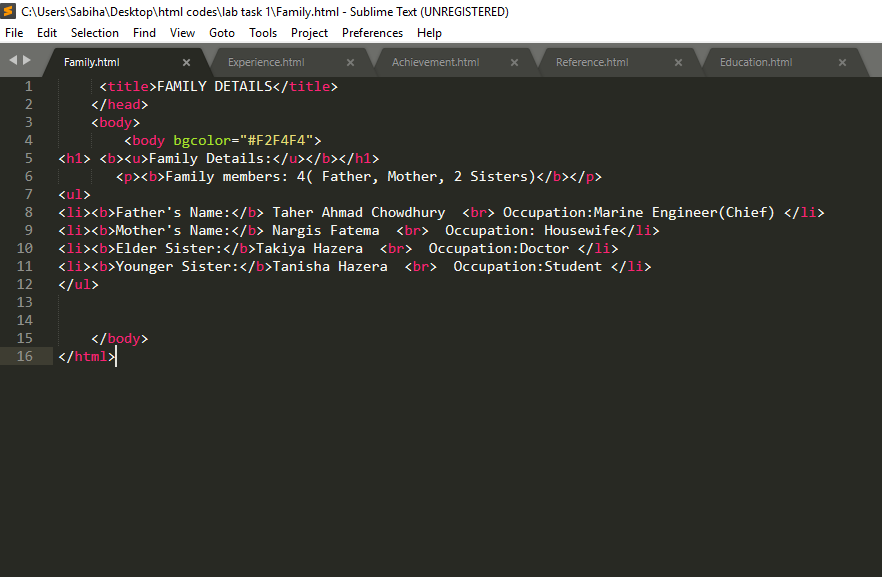 C:\Users\Sabiha\Desktop\html codes\lab task 1\Family.html - Sublime Text (UNREGISTERED)
File Edit Selection Find View Goto Tools Project Preferences Help
Family.html Experience.html Achievement.html Reference.html Education.html
1 <title>FAMILY DETAILS</title>
2 </head>
3 <body>
4 <body bgcolor="#F2F4F4">
5 <h1> <b><u>Family Details:</u></b></h1>
6 <p><b>Family members: 4( Father, Mother, 2 Sisters)</b></p>
7 <ul>
8 <li><b>Father's Name:</b> Taher Ahmad Chowdhury <br> Occupation:Marine Engineer(Chief) </li>
9 <li><b>Mother's Name:</b> Nargis Fatema <br> Occupation: Housewife</li>
10 <li><b>Elder Sister:</b>Takiya Hazera <br> Occupation:Doctor </li>
11 <li><b>Younger Sister:</b>Tanisha Hazera <br> Occupation:Student </li>
12 </ul>
13
14
15 </body>
16 </html>